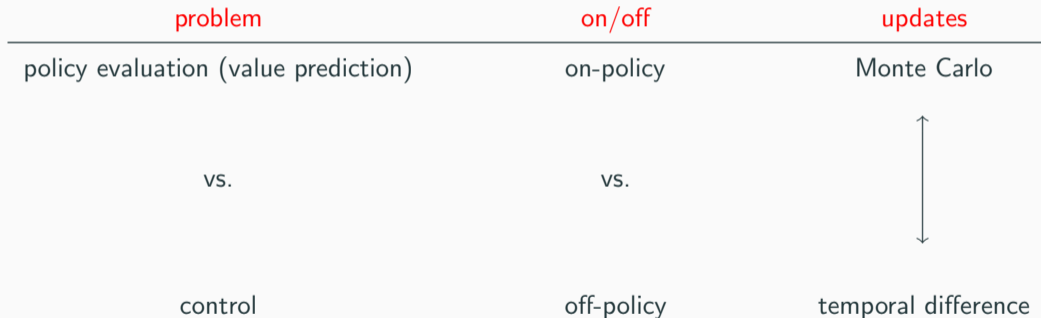 problem on/off updates
policy evaluation (value prediction) on-policy Monte Carlo
vs. vs.
control off-policy temporal difference